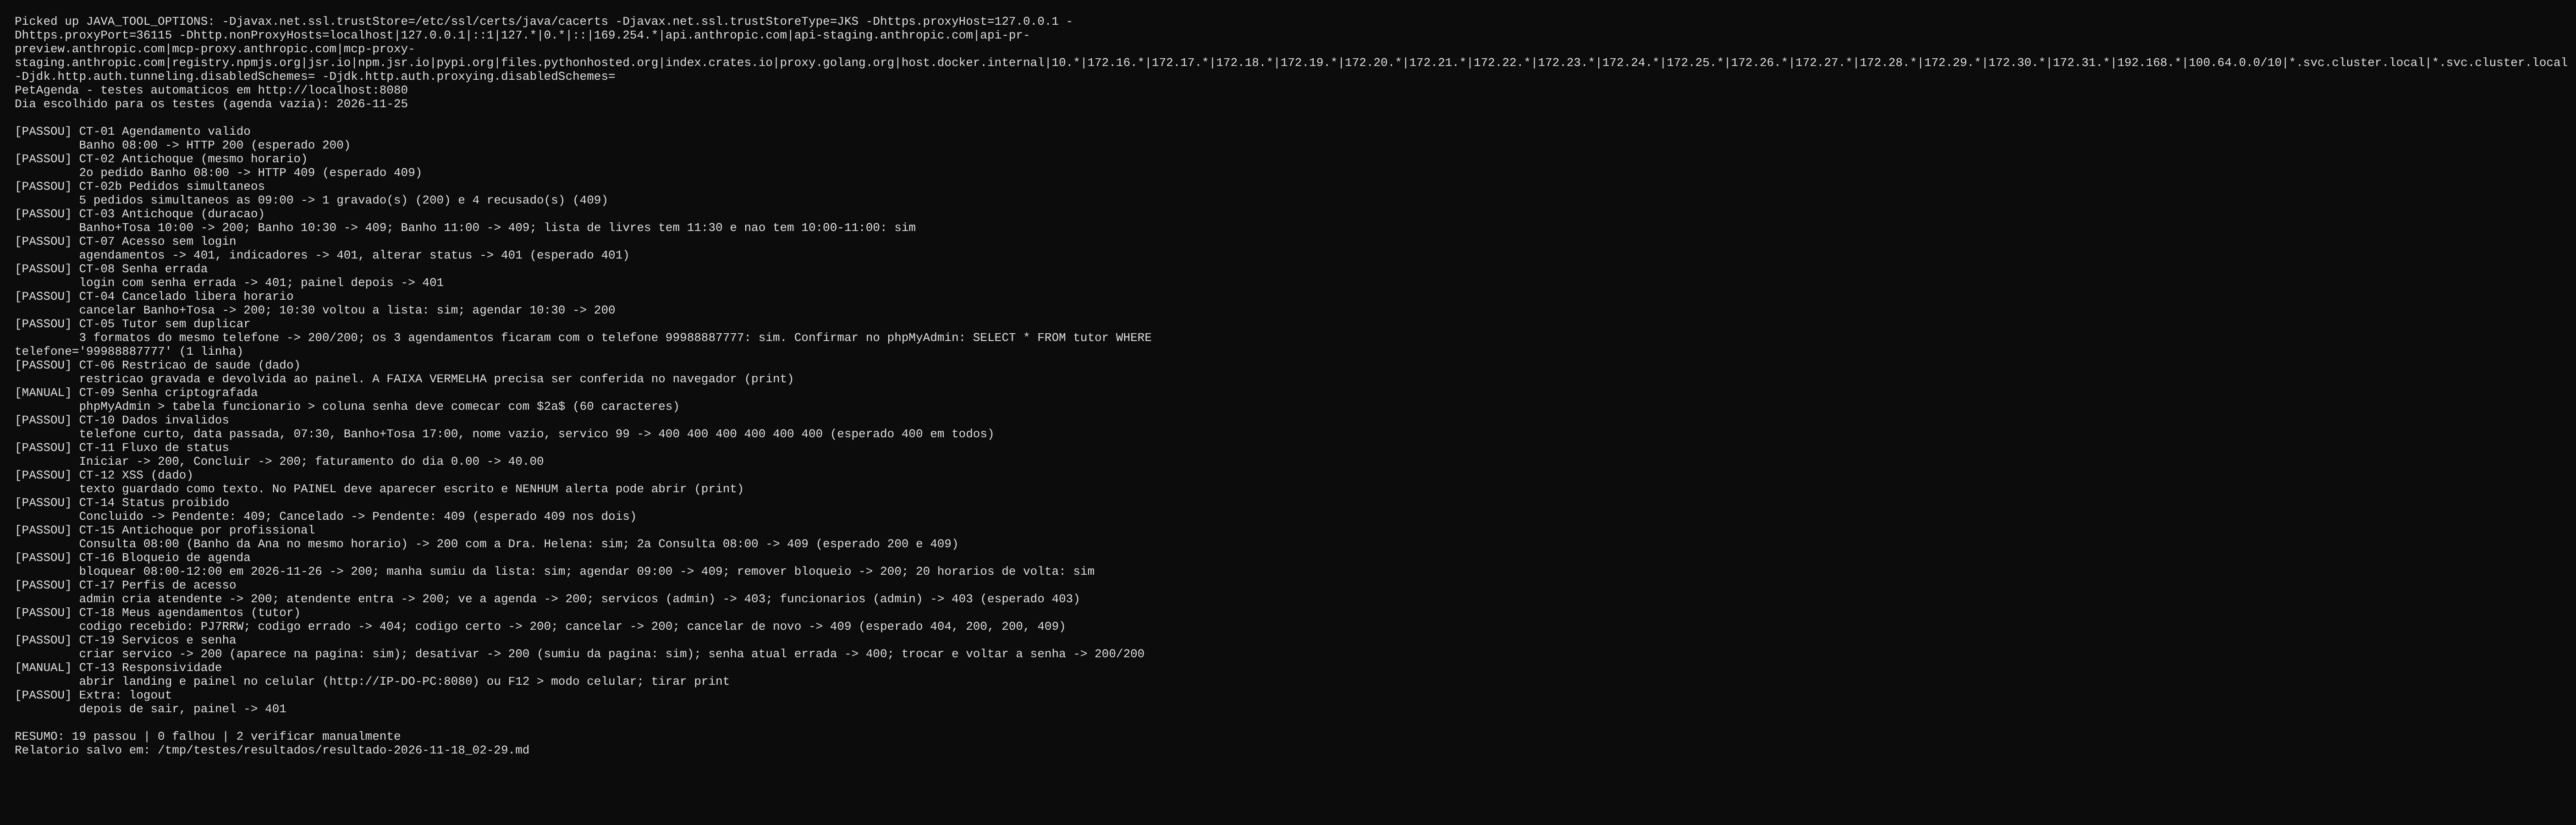 Picked up JAVA_TOOL_OPTIONS: -Djavax.net.ssl.trustStore=/etc/ssl/certs/java/cacerts -Djavax.net.ssl.trustStoreType=JKS -Dhttps.proxyHost=127.0.0.1 -
Dhttps.proxyPort=36115 -Dhttp.nonProxyHosts=localhost|127.0.0.1|::1|127.*|0.*|::|169.254.*|api.anthropic.com|api-staging.anthropic.com|api-pr-
preview.anthropic.com|mcp-proxy.anthropic.com|mcp-proxy-
staging.anthropic.com|registry.npmjs.org|jsr.io|npm.jsr.io|pypi.org|files.pythonhosted.org|index.crates.io|proxy.golang.org|host.docker.internal|10.*|172.16.*|172.17.*|172.18.*|172.19.*|172.20.*|172.21.*|172.22.*|172.23.*|172.24.*|172.25.*|172.26.*|172.27.*|172.28.*|172.29.*|172.30.*|172.31.*|192.168.*|100.64.0.0/10|*.svc.cluster.local|*.svc.cluster.local
-Djdk.http.auth.tunneling.disabledSchemes= -Djdk.http.auth.proxying.disabledSchemes=
PetAgenda - testes automaticos em http://localhost:8080
Dia escolhido para os testes (agenda vazia): 2026-11-25

[PASSOU] CT-01 Agendamento valido
         Banho 08:00 -> HTTP 200 (esperado 200)
[PASSOU] CT-02 Antichoque (mesmo horario)
         2o pedido Banho 08:00 -> HTTP 409 (esperado 409)
[PASSOU] CT-02b Pedidos simultaneos
         5 pedidos simultaneos as 09:00 -> 1 gravado(s) (200) e 4 recusado(s) (409)
[PASSOU] CT-03 Antichoque (duracao)
         Banho+Tosa 10:00 -> 200; Banho 10:30 -> 409; Banho 11:00 -> 409; lista de livres tem 11:30 e nao tem 10:00-11:00: sim
[PASSOU] CT-07 Acesso sem login
         agendamentos -> 401, indicadores -> 401, alterar status -> 401 (esperado 401)
[PASSOU] CT-08 Senha errada
         login com senha errada -> 401; painel depois -> 401
[PASSOU] CT-04 Cancelado libera horario
         cancelar Banho+Tosa -> 200; 10:30 voltou a lista: sim; agendar 10:30 -> 200
[PASSOU] CT-05 Tutor sem duplicar
         3 formatos do mesmo telefone -> 200/200; os 3 agendamentos ficaram com o telefone 99988887777: sim. Confirmar no phpMyAdmin: SELECT * FROM tutor WHERE
telefone='99988887777' (1 linha)
[PASSOU] CT-06 Restricao de saude (dado)
         restricao gravada e devolvida ao painel. A FAIXA VERMELHA precisa ser conferida no navegador (print)
[MANUAL] CT-09 Senha criptografada
         phpMyAdmin > tabela funcionario > coluna senha deve comecar com $2a$ (60 caracteres)
[PASSOU] CT-10 Dados invalidos
         telefone curto, data passada, 07:30, Banho+Tosa 17:00, nome vazio, servico 99 -> 400 400 400 400 400 400 (esperado 400 em todos)
[PASSOU] CT-11 Fluxo de status
         Iniciar -> 200, Concluir -> 200; faturamento do dia 0.00 -> 40.00
[PASSOU] CT-12 XSS (dado)
         texto guardado como texto. No PAINEL deve aparecer escrito e NENHUM alerta pode abrir (print)
[PASSOU] CT-14 Status proibido
         Concluido -> Pendente: 409; Cancelado -> Pendente: 409 (esperado 409 nos dois)
[PASSOU] CT-15 Antichoque por profissional
         Consulta 08:00 (Banho da Ana no mesmo horario) -> 200 com a Dra. Helena: sim; 2a Consulta 08:00 -> 409 (esperado 200 e 409)
[PASSOU] CT-16 Bloqueio de agenda
         bloquear 08:00-12:00 em 2026-11-26 -> 200; manha sumiu da lista: sim; agendar 09:00 -> 409; remover bloqueio -> 200; 20 horarios de volta: sim
[PASSOU] CT-17 Perfis de acesso
         admin cria atendente -> 200; atendente entra -> 200; ve a agenda -> 200; servicos (admin) -> 403; funcionarios (admin) -> 403 (esperado 403)
[PASSOU] CT-18 Meus agendamentos (tutor)
         codigo recebido: PJ7RRW; codigo errado -> 404; codigo certo -> 200; cancelar -> 200; cancelar de novo -> 409 (esperado 404, 200, 200, 409)
[PASSOU] CT-19 Servicos e senha
         criar servico -> 200 (aparece na pagina: sim); desativar -> 200 (sumiu da pagina: sim); senha atual errada -> 400; trocar e voltar a senha -> 200/200
[MANUAL] CT-13 Responsividade
         abrir landing e painel no celular (http://IP-DO-PC:8080) ou F12 > modo celular; tirar print
[PASSOU] Extra: logout
         depois de sair, painel -> 401

RESUMO: 19 passou | 0 falhou | 2 verificar manualmente
Relatorio salvo em: /tmp/testes/resultados/resultado-2026-11-18_02-29.md